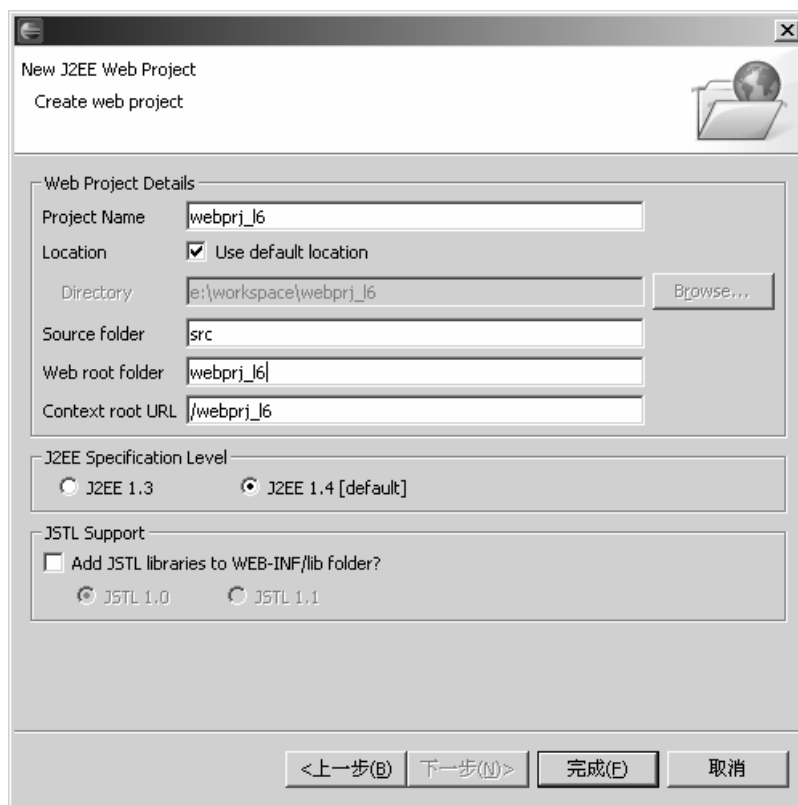 New J2EE Web Project
Create web project
Web Project Details
Project Name webprj_l6
Location Use default location
Directory e:\workspace\webprj_l6 Browse...
Source folder src
Web root folder webprj_l6
Context root URL /webprj_l6
J2EE Specification Level
J2EE 1.3 J2EE 1.4 [default]
JSTL Support
Add JSTL libraries to WEB-INF/lib folder?
JSTL 1.0 JSTL 1.1
<上一步(B) 下一步(N)> 完成(F) 取消